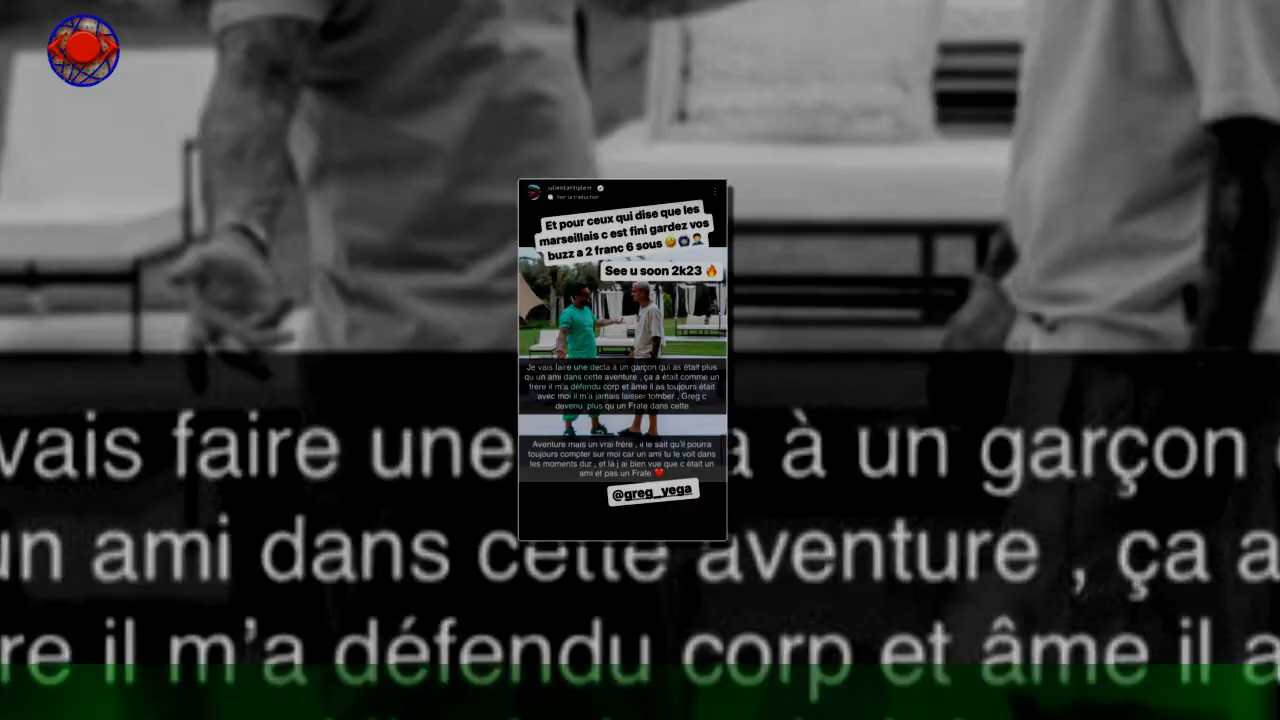 julientantiplein
Voir la traduction
Et pour ceux qui dise que les
marseillais c est fini gardez vos
buzz a 2 franc 6 sous
See u soon 2k23 🔥
Je vais faire une decla à un garçon qui as était plus
qu un ami dans cette aventure , ça à était comme un
frère il m'a défendu corp et âme il as toujours était
avec moi il m'a jamais laisser tomber , Greg c
devenu plus qu un Frate dans cette
Aventure mais un vrai frère , il le sait qu'il pourra
toujours compter sur moi car un ami tu le voit dans
les moments dur , et là j ai bien vue que c était un
ami et pas un Frate ❤️
@greg_yega
vais faire une a à un garçon
un ami dans cette aventure , ça a
re il m'a défendu corp et âme il a